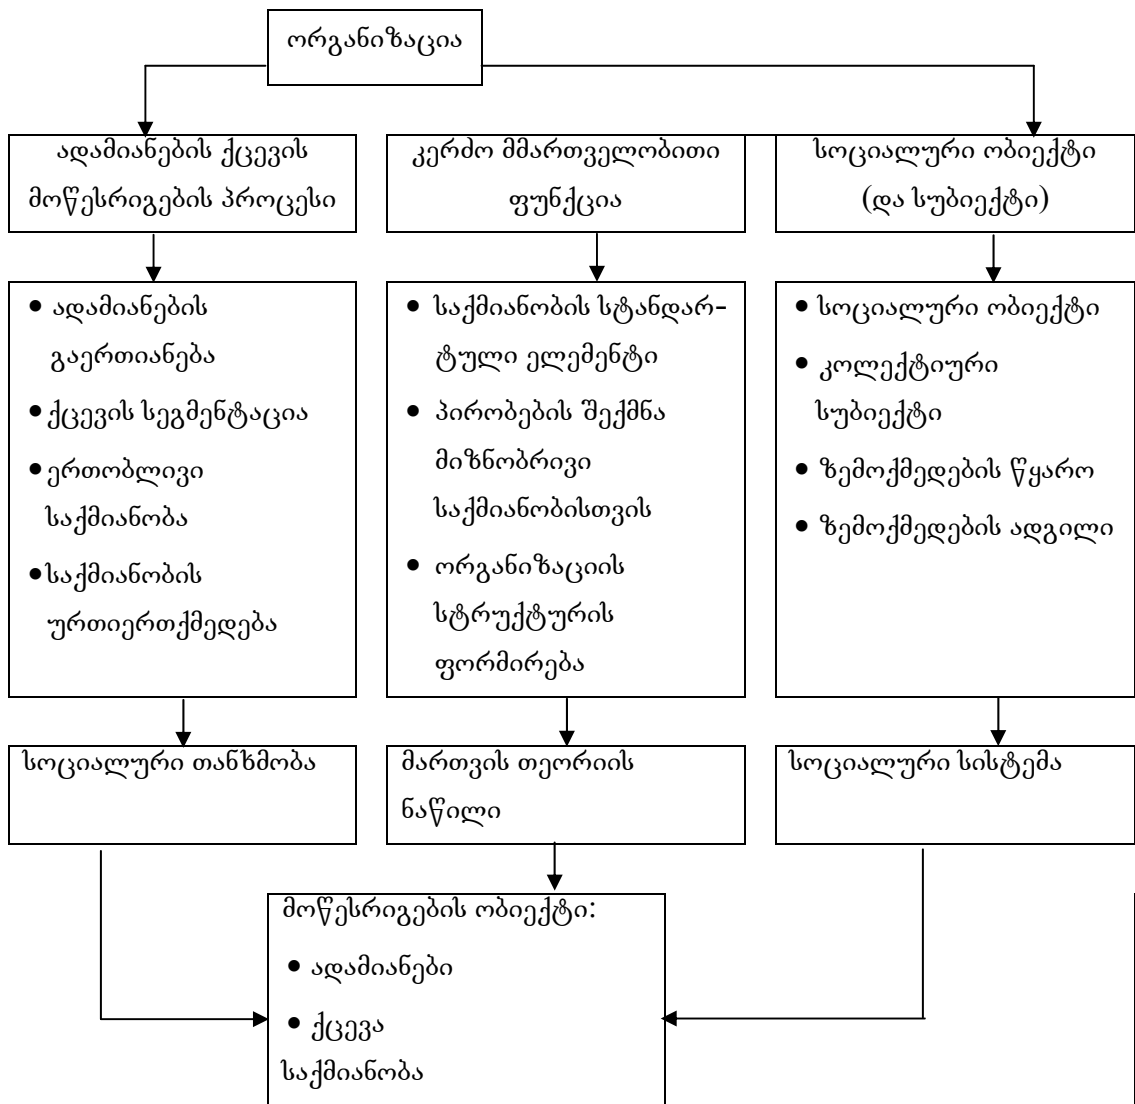 ორგანიზაცია
ადამიანების ქცევის
მოწესრიგების პროცესი
კერძო მმართველობითი
ფუნქცია
სოციალური ობიექტი
(და სუბიექტი)
• ადამიანების
გაერთიანება
• ქცევის სეგმენტაცია
• ერთობლივი
საქმიანობა
• საქმიანობის
ურთიერთქმედება
• საქმიანობის სტანდარ-
ტული ელემენტი
• პირობების შექმნა
მიზნობრივი
საქმიანობისთვის
• ორგანიზაციის
სტრუქტურის
ფორმირება
• სოციალური ობიექტი
• კოლექტიური
სუბიექტი
• ზემოქმედების წყარო
• ზემოქმედების ადგილი
სოციალური თანხმობა
მართვის თეორიის
ნაწილი
სოციალური სისტემა
მოწესრიგების ობიექტი:
• ადამიანები
• ქცევა
საქმიანობა